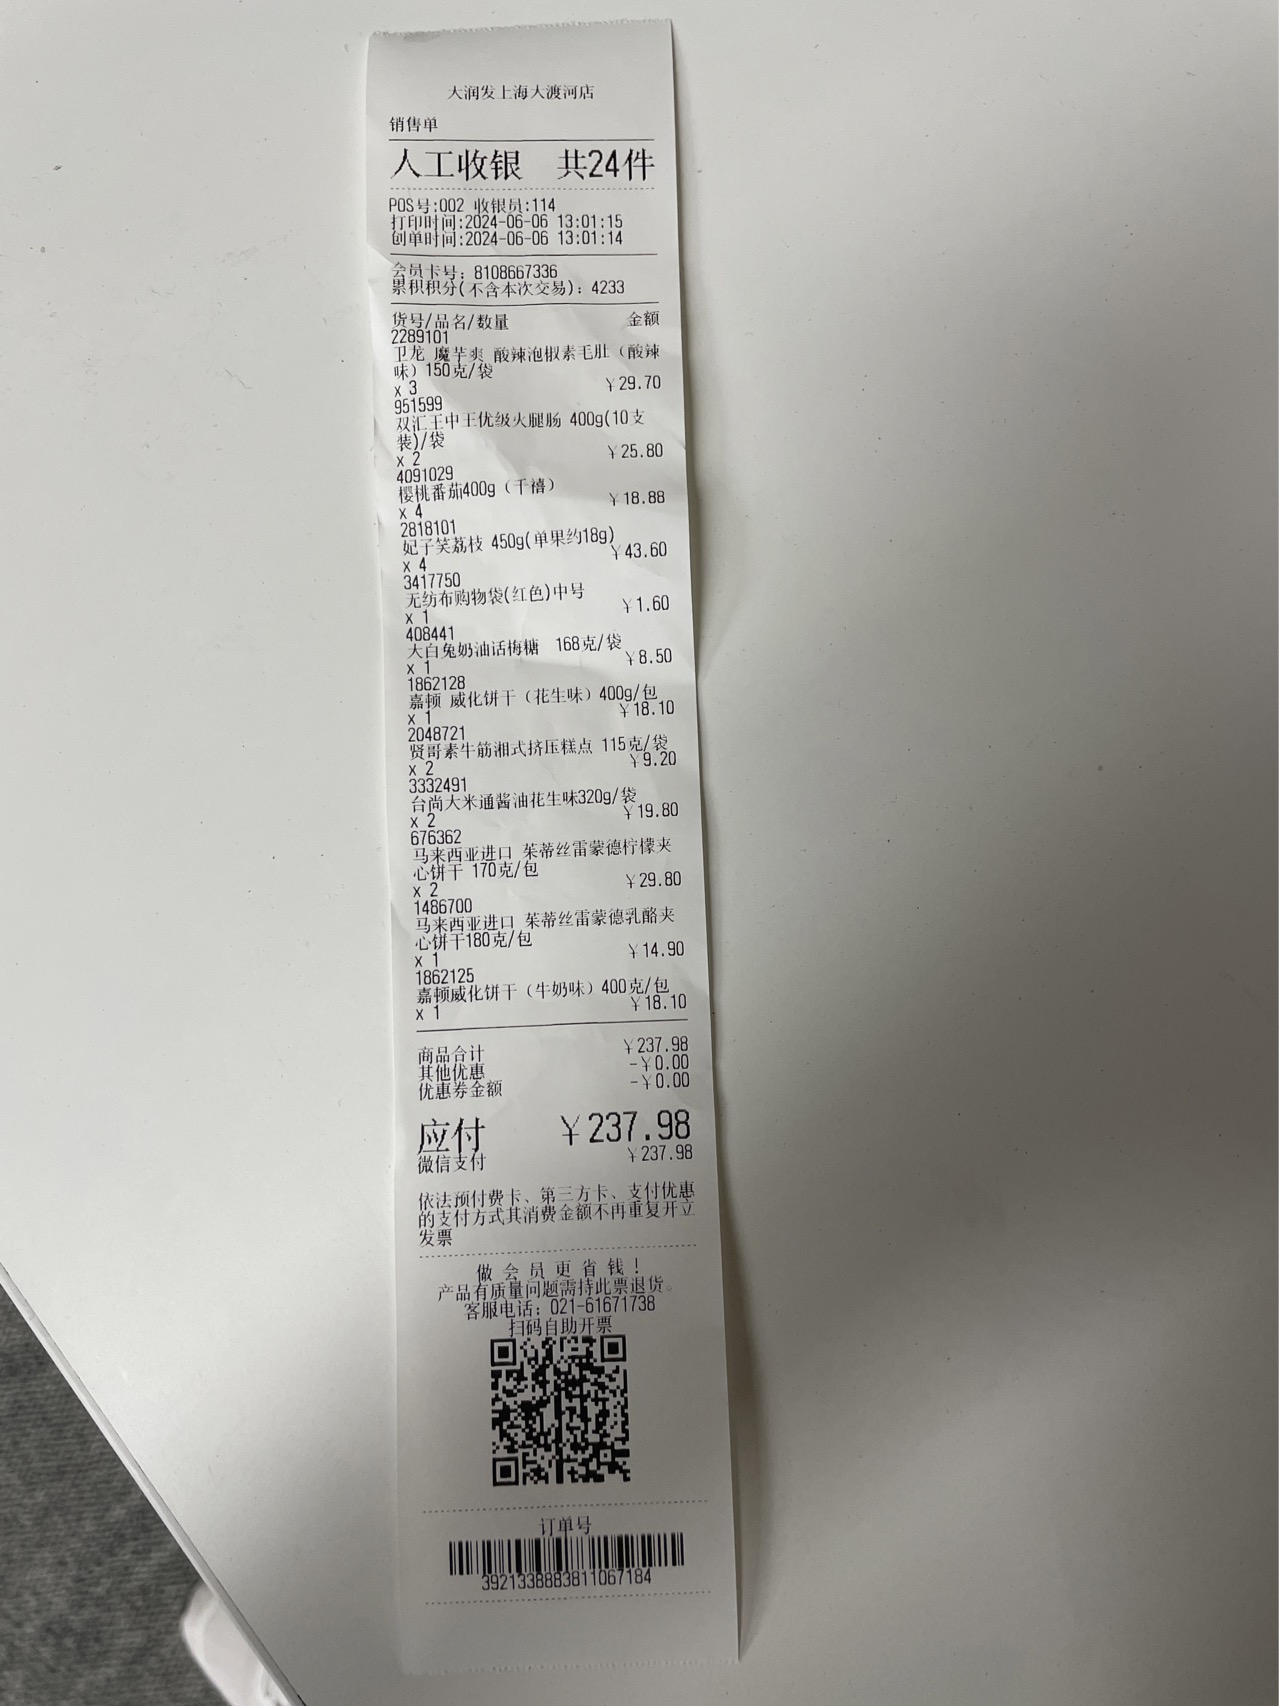 大润发上海大渡河店
销售单
人工收银 共24件
POS号:002 收银员:114
打印时间:2024-06-06 13:01:15
创单时间:2024-06-06 13:01:14
会员卡号: 8108667336
累积积分(不含本次交易): 4233
货号/品名/数量 金额
2289101
卫龙 魔芋爽 酸辣泡椒素毛肚（酸辣
味）150克/袋
x 3 ￥29.70
951599
双汇王中王优级火腿肠 400g(10支
装)/袋
x 2 ￥25.80
4091029
樱桃番茄400g（千禧）
x 4 ￥18.88
2818101
妃子笑荔枝 450g(单果约18g)
x 4 ￥43.60
3417750
无纺布购物袋(红色)中号
x 1 ￥1.60
408441
大白兔奶油话梅糖 168克/袋
x 1 ￥8.50
1862128
嘉顿 威化饼干（花生味）400g/包
x 1 ￥18.10
2048721
贤哥素牛筋湘式挤压糕点 115克/袋
x 2 ￥9.20
3332491
台尚大米通酱油花生味320g/袋
x 2 ￥19.80
676362
马来西亚进口 茱蒂丝雷蒙德柠檬夹
心饼干 170克/包
x 2 ￥29.80
1486700
马来西亚进口 茱蒂丝雷蒙德乳酪夹
心饼干180克/包
x 1 ￥14.90
1862125
嘉顿威化饼干（牛奶味）400克/包
x 1 ￥18.10
商品合计 ￥237.98
其他优惠 -￥0.00
优惠券金额 -￥0.00
应付 ￥237.98
微信支付 ￥237.98
依法预付费卡、第三方卡、支付优惠
的支付方式其消费金额不再重复开立
发票
做会员更省钱！
产品有质量问题需持此票退货。
客服电话: 021-61671738
扫码自助开票
订单号
3921338883811067184